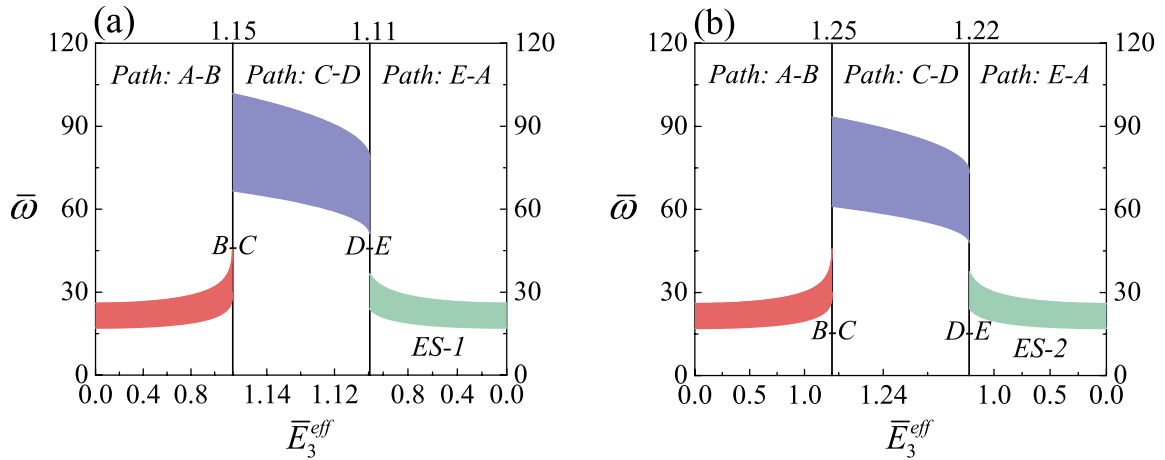 (a)
1.15 1.11
120 120
Path: A-B Path: C-D Path: E-A
90 90
60 60
ω̅
B-C D-E
30 30
ES-1
0 0
0.0 0.4 0.8 1.14 1.12 0.8 0.4 0.0
E̅₃ᵉᶠᶠ
(b)
1.25 1.22
120 120
Path: A-B Path: C-D Path: E-A
90 90
60 60
ω̅
30 30
B-C D-E
ES-2
0 0
0.0 0.5 1.0 1.24 1.0 0.5 0.0
E̅₃ᵉᶠᶠ